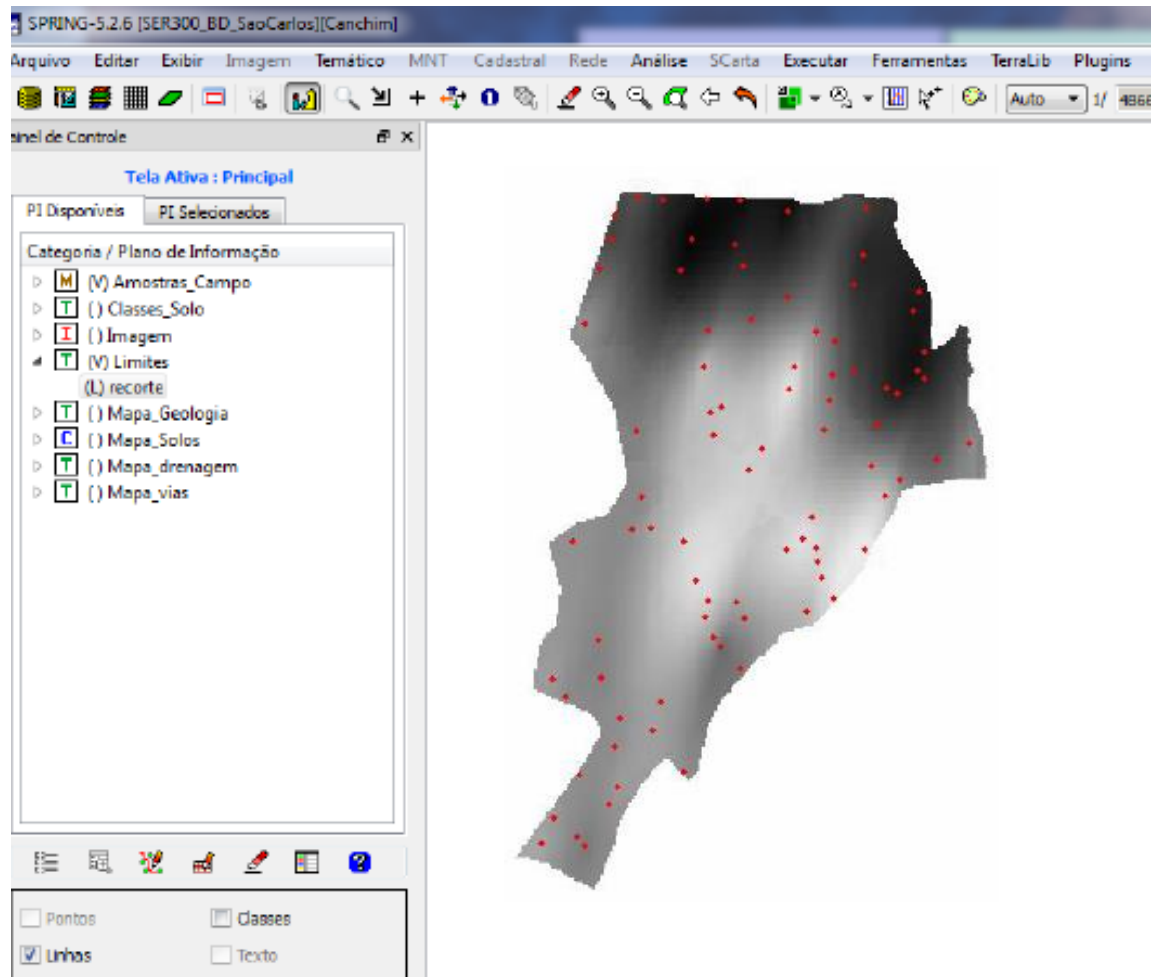 SPRING-5.2.6 [SER300_BD_SaoCarlos][Canchim]
Arquivo Editar Exibir Imagem Temático MNT Cadastral Rede Análise SCarta Executar Ferramentas TerraLib Plugins
Auto 1/ 4866
ainel de Controle
Tela Ativa : Principal
PI Disponíveis PI Selecionados
Categoria / Plano de Informação
M (V) Amostras_Campo
T ( ) Classes_Solo
I ( ) Imagem
T (V) Limites
(L) recorte
T ( ) Mapa_Geologia
C ( ) Mapa_Solos
T ( ) Mapa_drenagem
T ( ) Mapa_vias
Pontos Classes
Linhas Texto